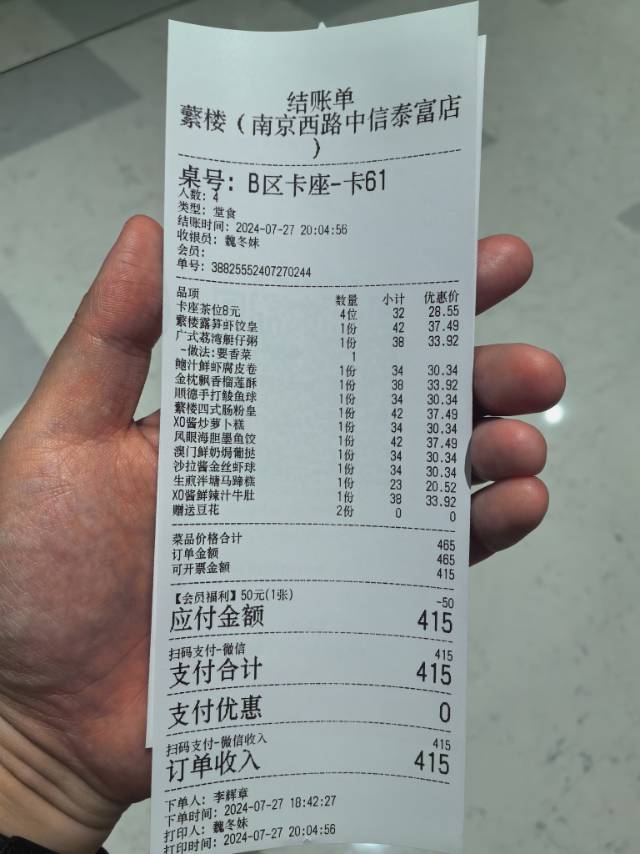 结账单
蘩楼（南京西路中信泰富店
）
桌号: B区卡座-卡61
人数: 4
类型: 堂食
结账时间: 2024-07-27 20:04:56
收银员: 魏冬妹
会员:
单号: 38825552407270244
品项 数量 小计 优惠价
卡座茶位8元 4位 32 28.55
蘩楼露笋虾饺皇 1份 42 37.49
广式荔湾艇仔粥 1份 38 33.92
-做法:要香菜 1
鲍汁鲜虾腐皮卷 1份 34 30.34
金枕飘香榴莲酥 1份 38 33.92
顺德手打鲮鱼球 1份 34 30.34
蘩楼四式肠粉皇 1份 42 37.49
XO酱炒萝卜糕 1份 34 30.34
凤眼海胆墨鱼饺 1份 42 37.49
澳门鲜奶焗葡挞 1份 34 30.34
沙拉酱金丝虾球 1份 34 30.34
生煎泮塘马蹄糕 1份 23 20.52
XO酱鲜辣汁牛肚 1份 38 33.92
赠送豆花 2份 0 0
菜品价格合计 465
订单金额 465
可开票金额 415
【会员福利】50元(1张) -50
应付金额 415
扫码支付-微信 415
支付合计 415
支付优惠 0
扫码支付-微信收入 415
订单收入 415
下单人: 李辉章
下单时间: 2024-07-27 18:42:27
打印人: 魏冬妹
打印时间: 2024-07-27 20:04:56